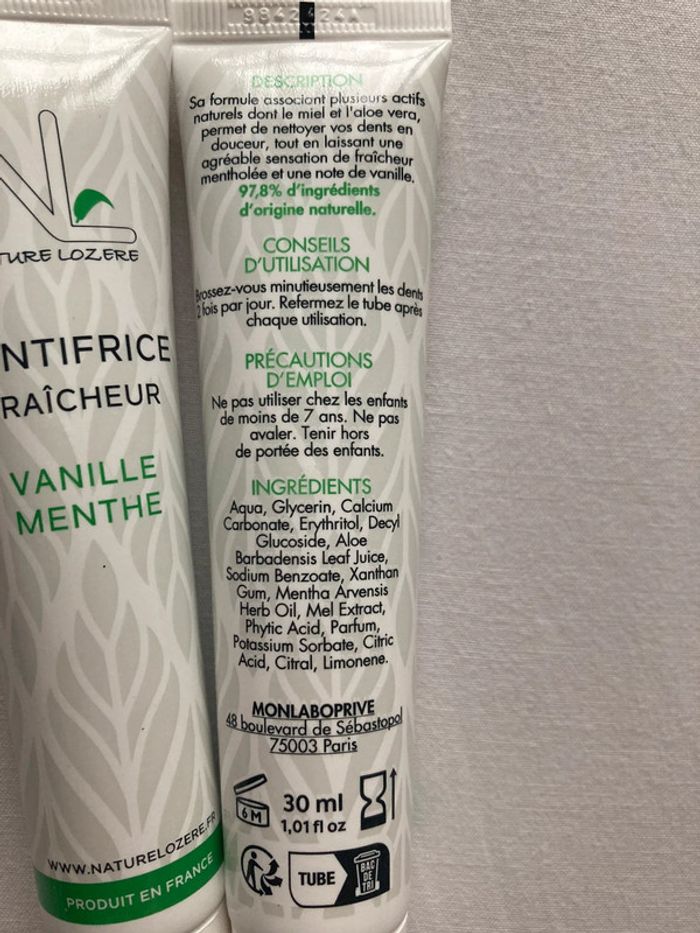 NL
TURE LOZERE
NTIFRICE
RAÎCHEUR
VANILLE
MENTHE
WWW.NATURELOZERE.FR
PRODUIT EN FRANCE
DESCRIPTION
Sa formule associant plusieurs actifs
naturels dont le miel et l'aloe vera,
permet de nettoyer vos dents en
douceur, tout en laissant une
agréable sensation de fraîcheur
mentholée et une note de vanille.
97,8% d'ingrédients
d'origine naturelle.
CONSEILS
D'UTILISATION
Brossez-vous minutieusement les dents
2 fois par jour. Refermez le tube après
chaque utilisation.
PRÉCAUTIONS
D'EMPLOI
Ne pas utiliser chez les enfants
de moins de 7 ans. Ne pas
avaler. Tenir hors
de portée des enfants.
INGRÉDIENTS
Aqua, Glycerin, Calcium
Carbonate, Erythritol, Decyl
Glucoside, Aloe
Barbadensis Leaf Juice,
Sodium Benzoate, Xanthan
Gum, Mentha Arvensis
Herb Oil, Mel Extract,
Phytic Acid, Parfum,
Potassium Sorbate, Citric
Acid, Citral, Limonene.
MONLABOPRIVE
48 boulevard de Sébastopol
75003 Paris
6 M
30 ml
1,01 fl oz
TUBE
BAC
DE
TRI